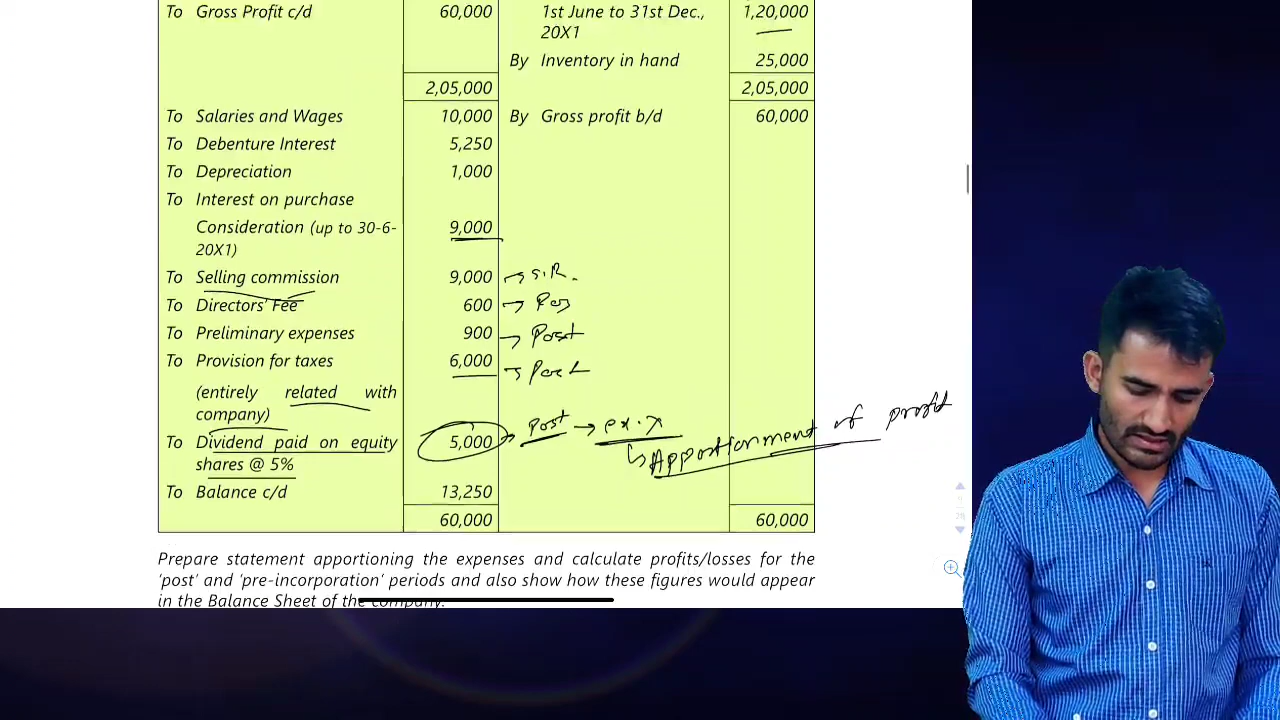 To Gross Profit c/d 60,000 1st June to 31st Dec., 1,20,000
20X1
By Inventory in hand 25,000
2,05,000 2,05,000
To Salaries and Wages 10,000 By Gross profit b/d 60,000
To Debenture Interest 5,250
To Depreciation 1,000
To Interest on purchase
Consideration (up to 30-6- 9,000
20X1)
To Selling commission 9,000 → S.R.
To Directors' Fee 600 → Pos
To Preliminary expenses 900 → Post
To Provision for taxes 6,000 → Post
(entirely related with
company)
To Dividend paid on equity 5,000 → Post → ex. x
shares @ 5% ↳ Apportionment of profit
To Balance c/d 13,250
60,000 60,000
Prepare statement apportioning the expenses and calculate profits/losses for the
'post' and 'pre-incorporation' periods and also show how these figures would appear
in the Balance Sheet of the company.